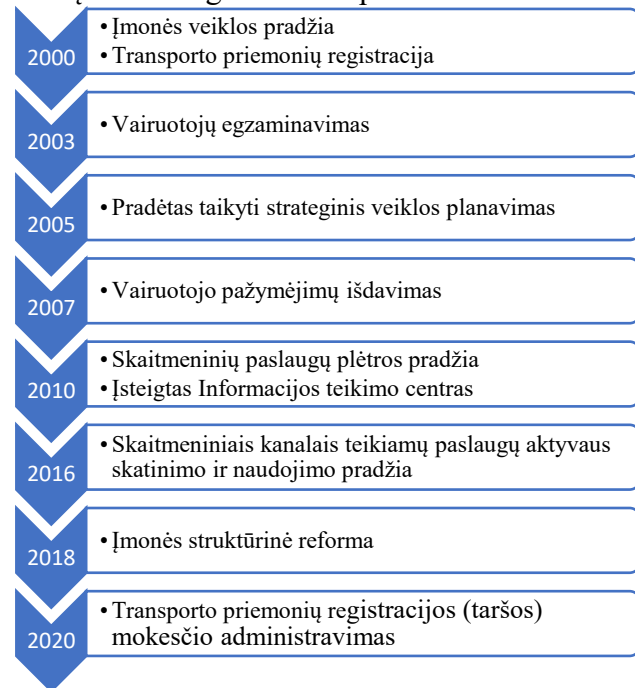 2000
• Įmonės veiklos pradžia
• Transporto priemonių registracija
2003
• Vairuotojų egzaminavimas
2005
• Pradėtas taikyti strateginis veiklos planavimas
2007
• Vairuotojo pažymėjimų išdavimas
2010
• Skaitmeninių paslaugų plėtros pradžia
• Įsteigtas Informacijos teikimo centras
2016
• Skaitmeniniais kanalais teikiamų paslaugų aktyvaus
skatinimo ir naudojimo pradžia
2018
• Įmonės struktūrinė reforma
2020
• Transporto priemonių registracijos (taršos)
mokesčio administravimas